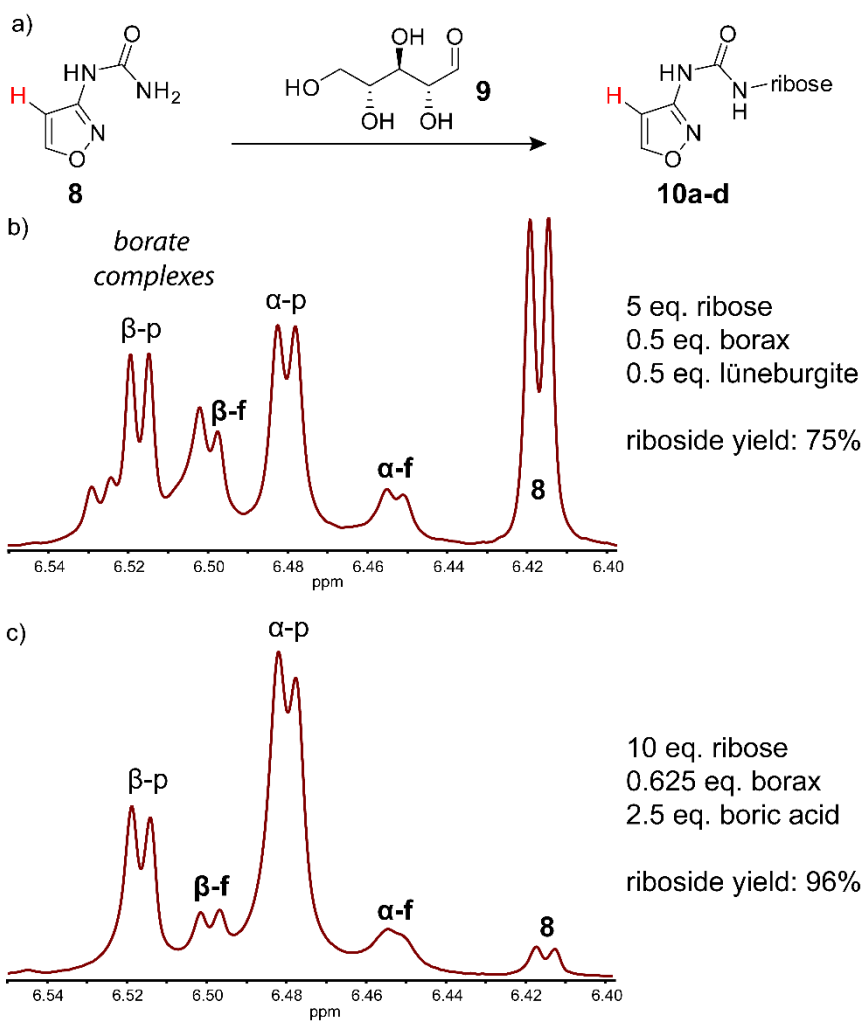 a)
O
HN
NH2
H
N
O
8
OH
O
HO
9
OH
OH
O
HN
N
H
ribose
H
N
O
10a-d
b)
borate
complexes
β-p
β-f
α-p
α-f
8
5 eq. ribose
0.5 eq. borax
0.5 eq. lüneburgite
riboside yield: 75%
6.54 6.52 6.50 6.48 6.46 6.44 6.42 6.40
ppm
c)
β-p
β-f
α-p
α-f
8
10 eq. ribose
0.625 eq. borax
2.5 eq. boric acid
riboside yield: 96%
6.54 6.52 6.50 6.48 6.46 6.44 6.42 6.40
ppm